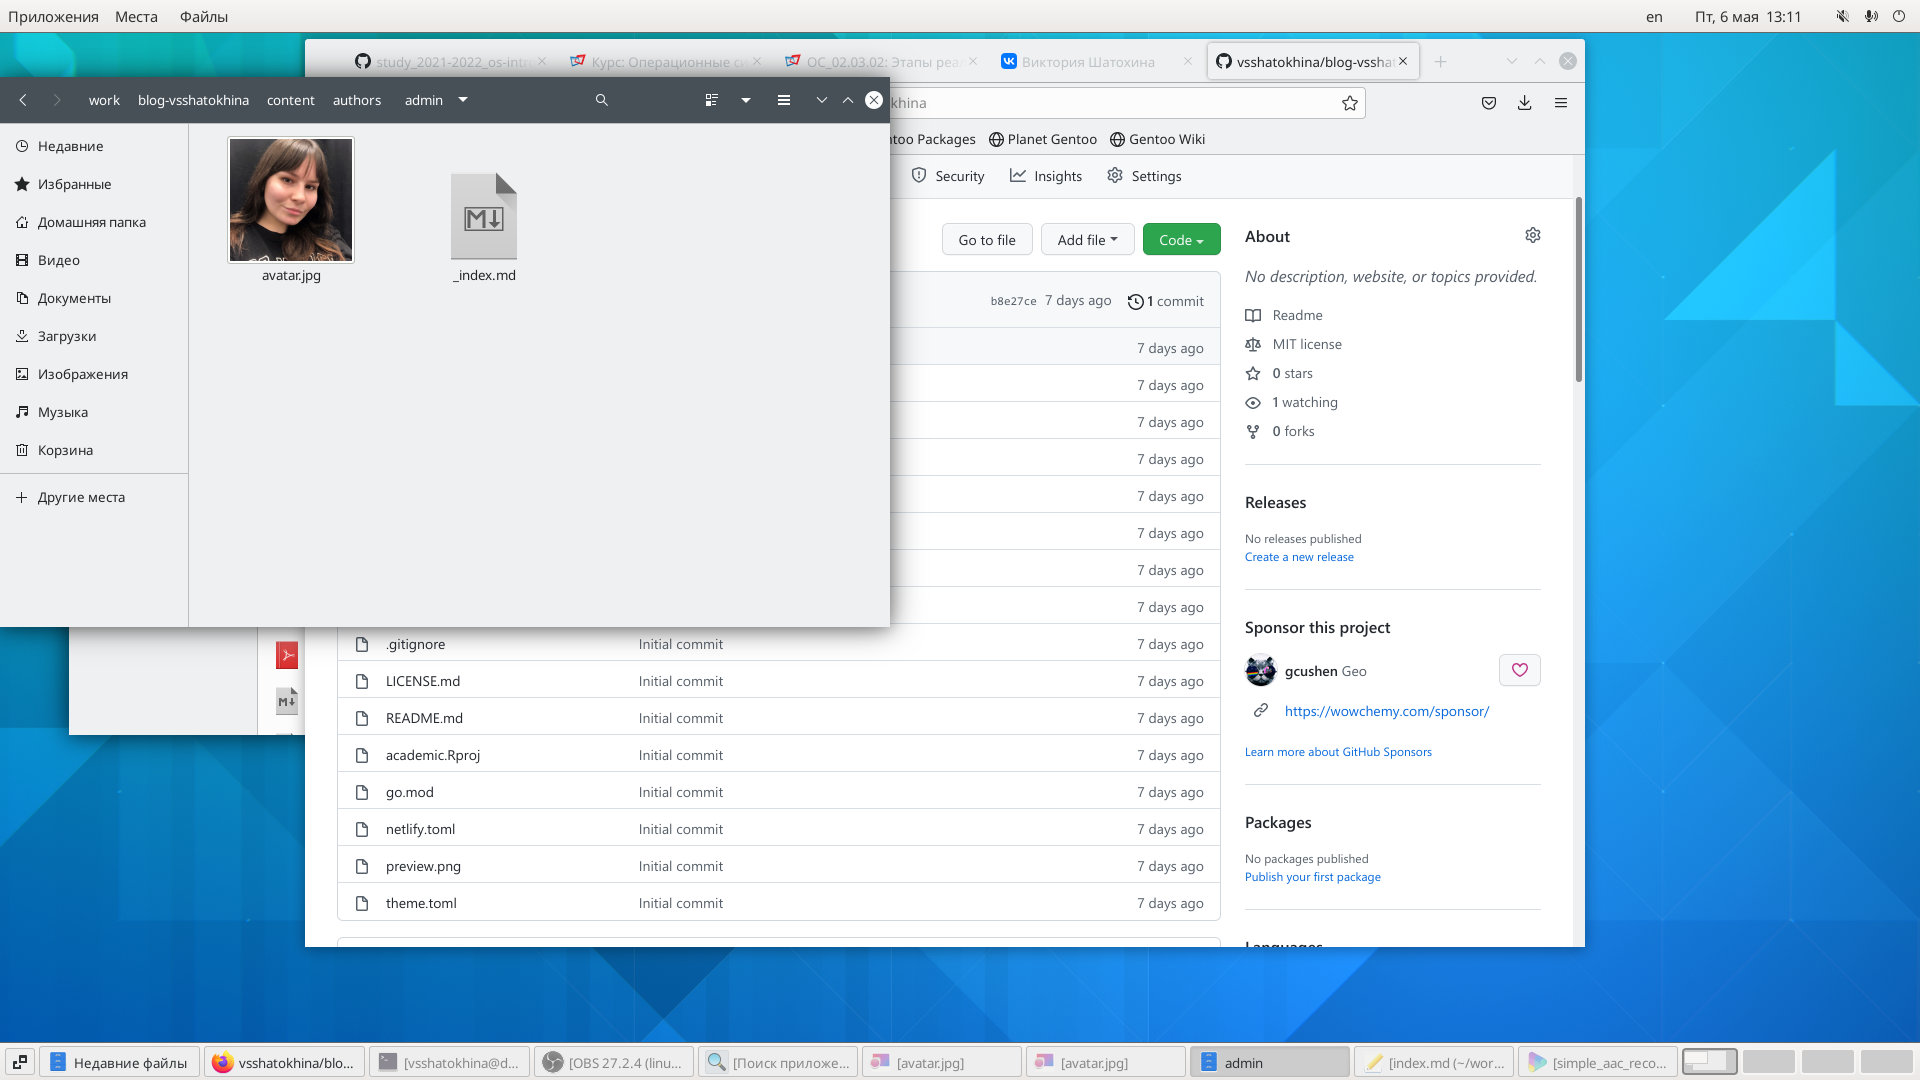 Приложения Места Файлы en Пт, 6 мая 13:11
study_2021-2022_os-intr Курс: Операционные си ОС_02.03.02: Этапы реа Виктория Шатохина vsshatokhina/blog-vsshat
work blog-vsshatokhina content authors admin
khina
Packages Planet Gentoo Gentoo Wiki
Недавние
Избранные
Домашняя папка
Видео
Документы
Загрузки
Изображения
Музыка
Корзина
Другие места
avatar.jpg _index.md
Security Insights Settings
Go to file Add file Code
b8e27ce 7 days ago 1 commit
7 days ago
7 days ago
7 days ago
7 days ago
7 days ago
7 days ago
7 days ago
7 days ago
.gitignore Initial commit 7 days ago
LICENSE.md Initial commit 7 days ago
README.md Initial commit 7 days ago
academic.Rproj Initial commit 7 days ago
go.mod Initial commit 7 days ago
netlify.toml Initial commit 7 days ago
preview.png Initial commit 7 days ago
theme.toml Initial commit 7 days ago
About
No description, website, or topics provided.
Readme
MIT license
0 stars
1 watching
0 forks
Releases
No releases published
Create a new release
Sponsor this project
gcushen Geo
https://wowchemy.com/sponsor/
Learn more about GitHub Sponsors
Packages
No packages published
Publish your first package
Languages
Недавние файлы vsshatokhina/blo... [vsshatokhina@d... [OBS 27.2.4 (linu... [Поиск приложе... [avatar.jpg] [avatar.jpg] admin [index.md (~/wor... [simple_aac_reco...